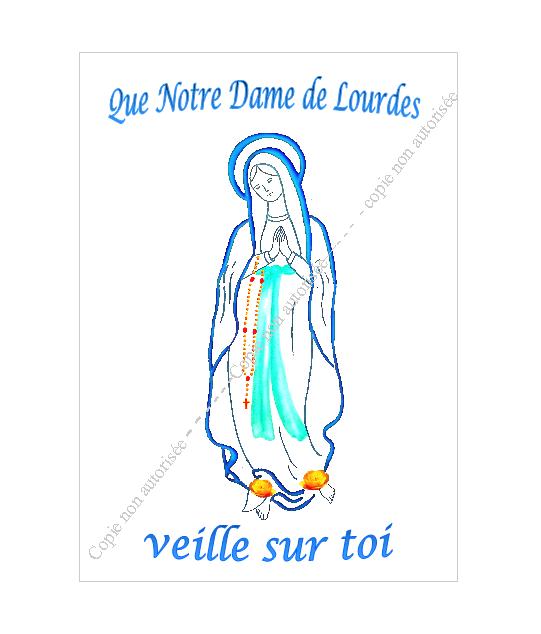 Que Notre Dame de Lourdes
Copie non autorisée - - - - - - Copie non autorisée - - - - - copie non autorisée
veille sur toi